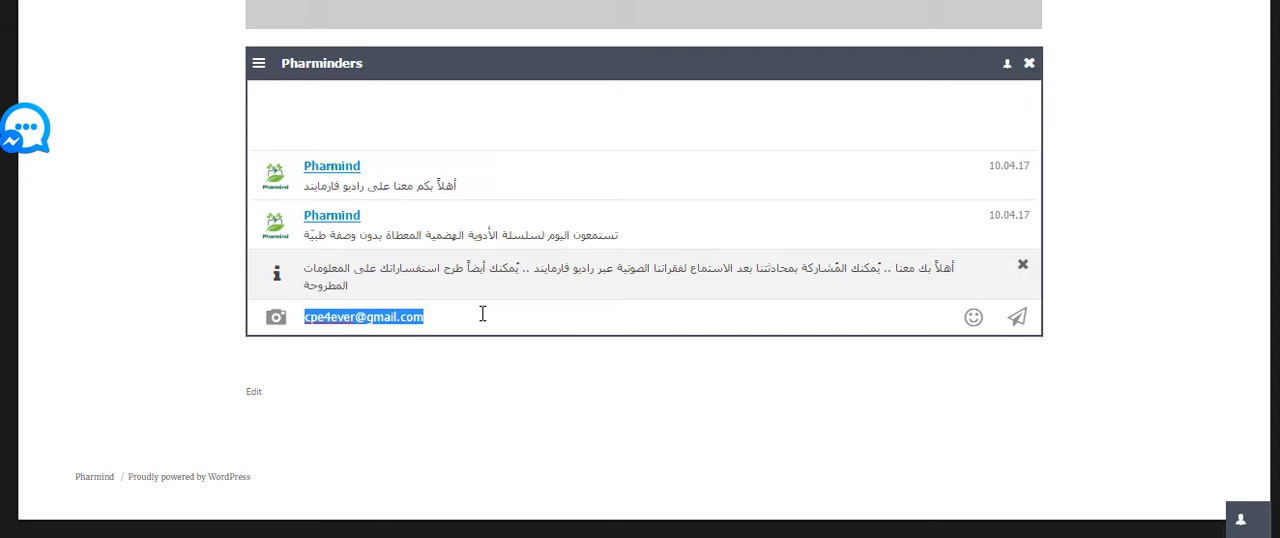 Pharminders
Pharmind
10.04.17
أهلاً بكم معنا على راديو فارمايند
Pharmind
Pharmind
10.04.17
تستمعون اليوم لسلسلة الأدوية الهضمية المعطاة بدون وصفة طبيّة
Pharmind
أهلاً بك معنا .. يُمكنك المُشاركة بمحادثتنا بعد الاستماع لفقراتنا الصوتية عبر راديو فارمايند .. يُمكنك أيضاً طرح استفساراتك على المعلومات
المطروحة
cpe4ever@gmail.com
Edit
Pharmind / Proudly powered by WordPress